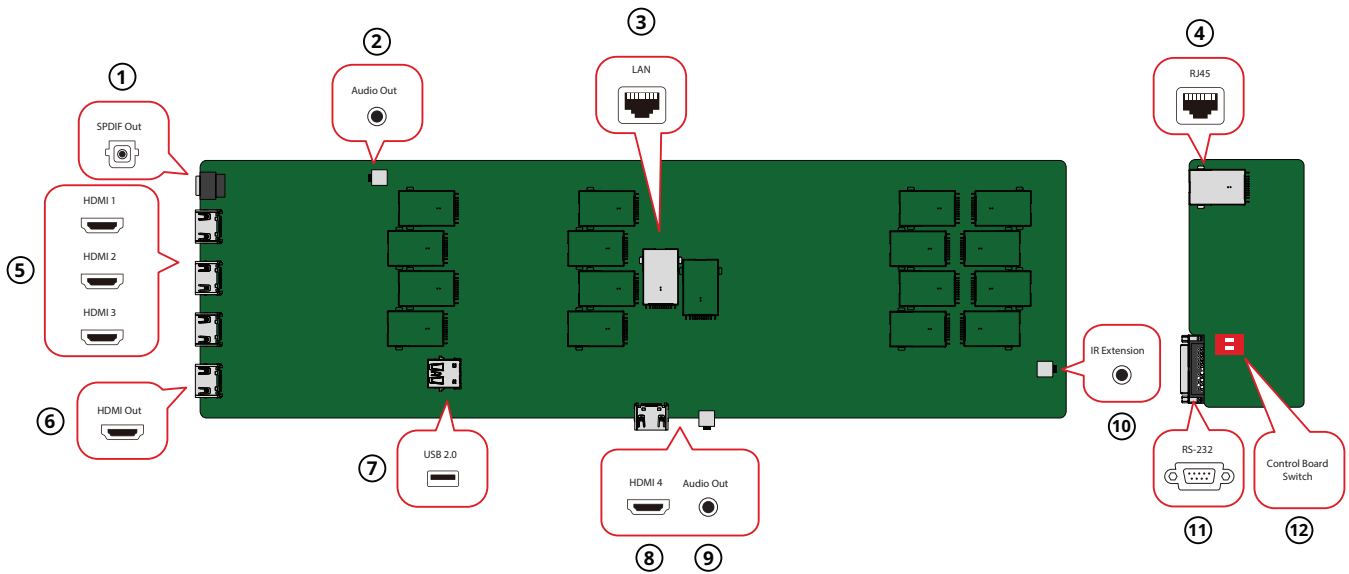 1
SPDIF Out
2
Audio Out
3
LAN
4
RJ45
5
HDMI 1
HDMI 2
HDMI 3
6
HDMI Out
7
USB 2.0
8
HDMI 4
9
Audio Out
10
IR Extension
11
RS-232
12
Control Board
Switch